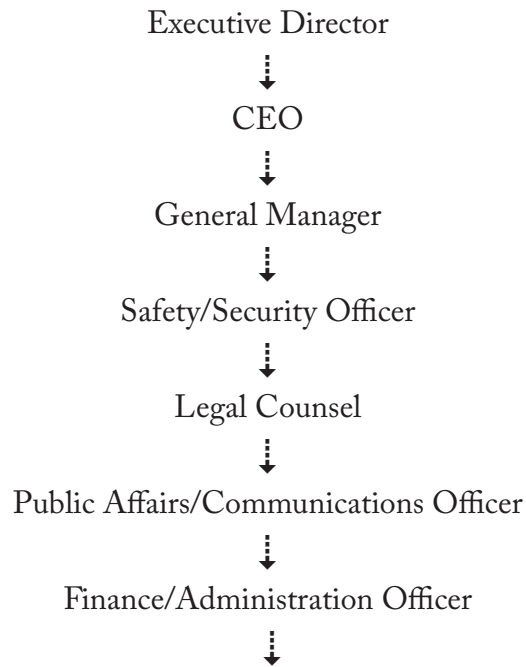 Executive Director
CEO
General Manager
Safety/Security Officer
Legal Counsel
Public Affairs/Communications Officer
Finance/Administration Officer